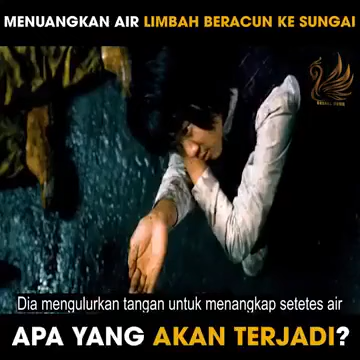 MENUANGKAN AIR LIMBAH BERACUN KE SUNGAI
Dia mengulurkan tangan untuk menangkap setetes air
APA YANG AKAN TERJADI?